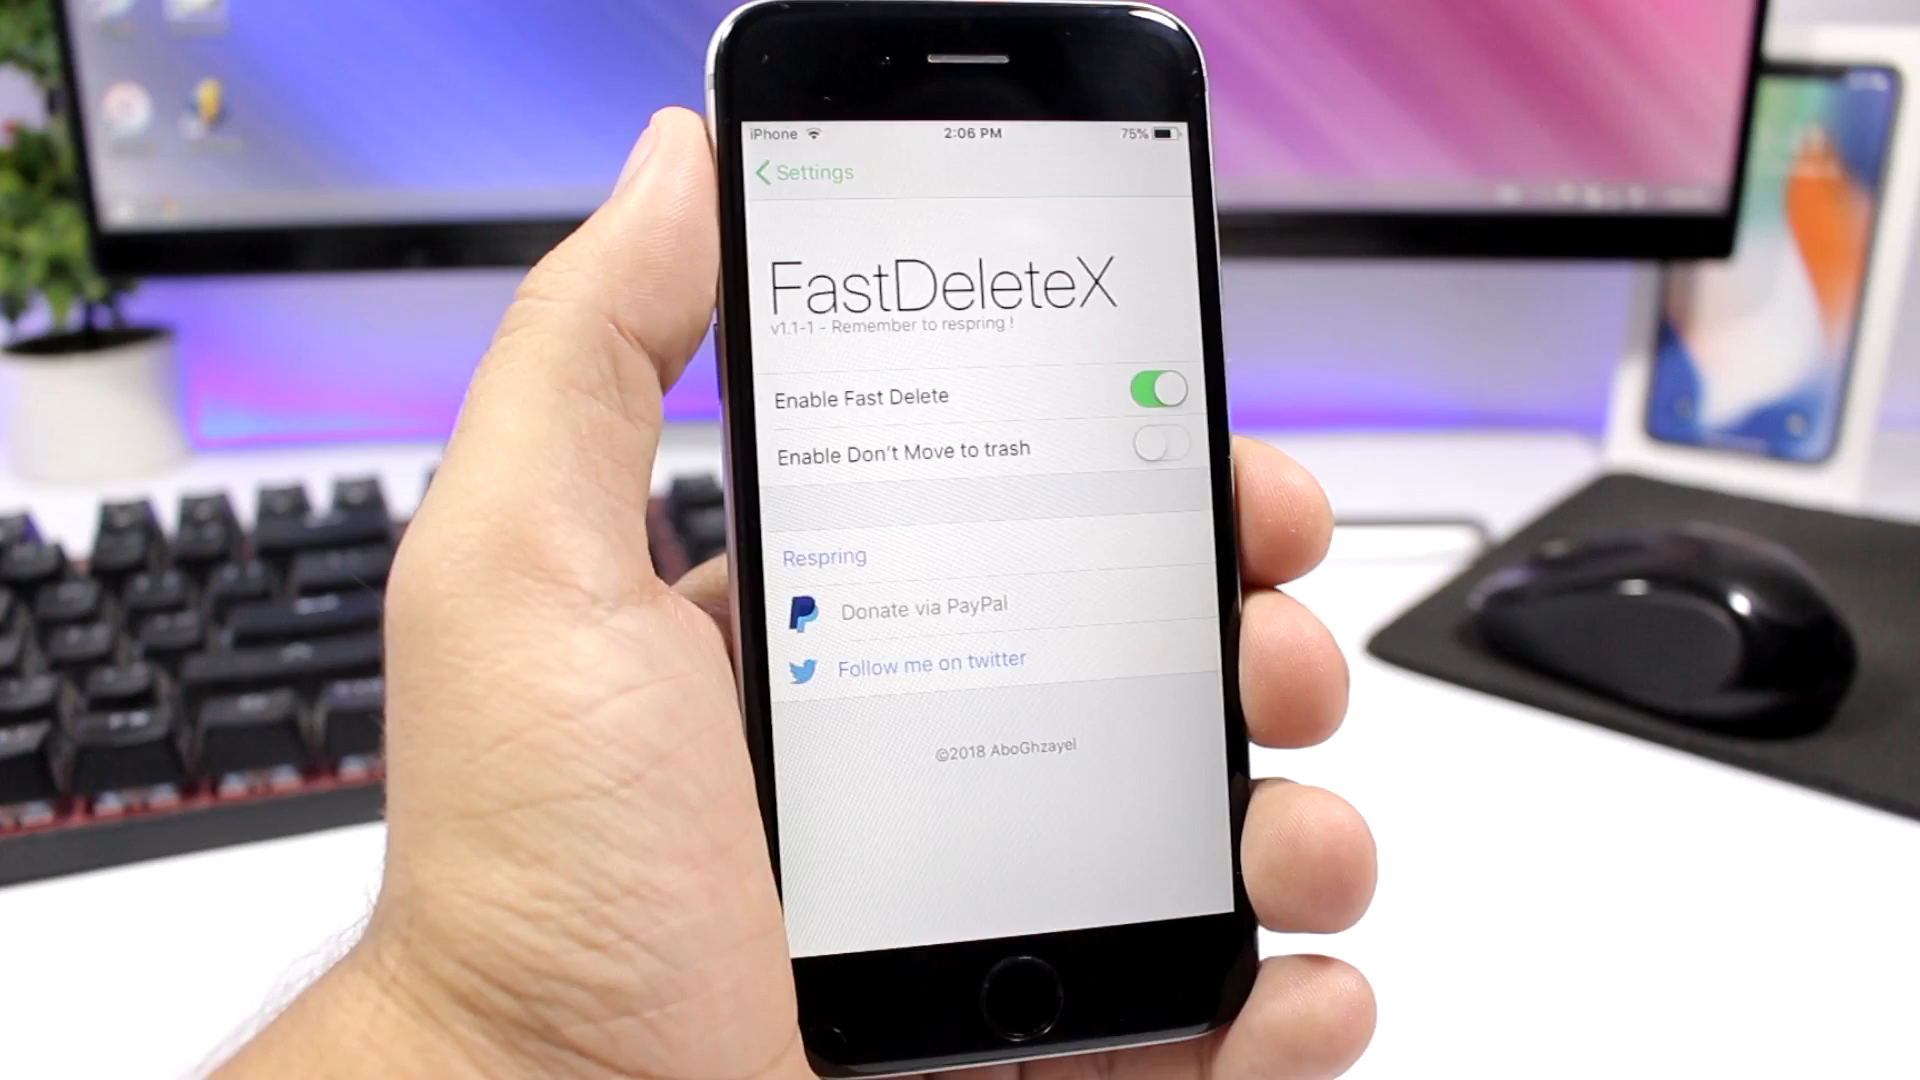 iPhone 2:06 PM 75%
Settings
FastDeleteX
v1.1-1 - Remember to respring !
Enable Fast Delete
Enable Don't Move to trash
Respring
Donate via PayPal
Follow me on twitter
©2018 AboGhzayel